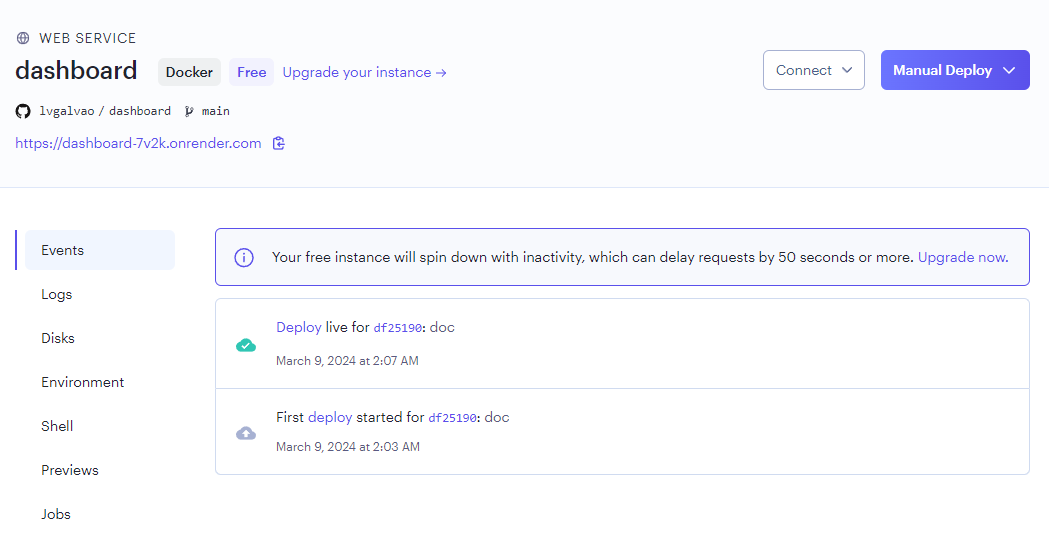 WEB SERVICE
dashboard Docker Free Upgrade your instance →
Connect
Manual Deploy
lvgalvao / dashboard main
https://dashboard-7v2k.onrender.com
Events
Logs
Disks
Environment
Shell
Previews
Jobs
Your free instance will spin down with inactivity, which can delay requests by 50 seconds or more. Upgrade now.
Deploy live for df25190: doc
March 9, 2024 at 2:07 AM
First deploy started for df25190: doc
March 9, 2024 at 2:03 AM